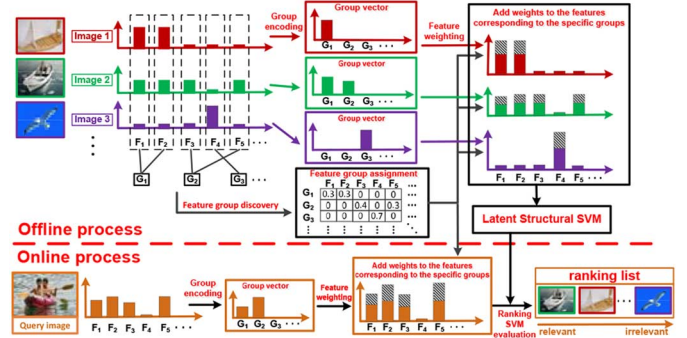 Image 1
Image 2
Image 3
F1 F2 F3 F4 F5 ...
G1 G2 G3 ...
Group encoding
Group vector
G1 G2 G3 ...
Group vector
G1 G2 G3 ...
Group vector
G1 G2 G3 ...
Feature weighting
Add weights to the features
corresponding to the specific groups
F1 F2 F3 F4 F5 ...
Feature group discovery
Feature group assignment
F1 F2 F3 F4 F5 ...
G1 0.3 0.3 0 0 0 ...
G2 0 0 0.4 0 0.3 ...
G3 0 0 0 0.7 0 ...
Latent Structural SVM
Offline process
Online process
Query image
F1 F2 F3 F4 F5 ...
Group encoding
Group vector
G1 G2 G3 ...
Feature weighting
Add weights to the features
corresponding to the specific groups
F1 F2 F3 F4 F5 ...
Ranking
SVM
evaluation
ranking list
relevant irrelevant